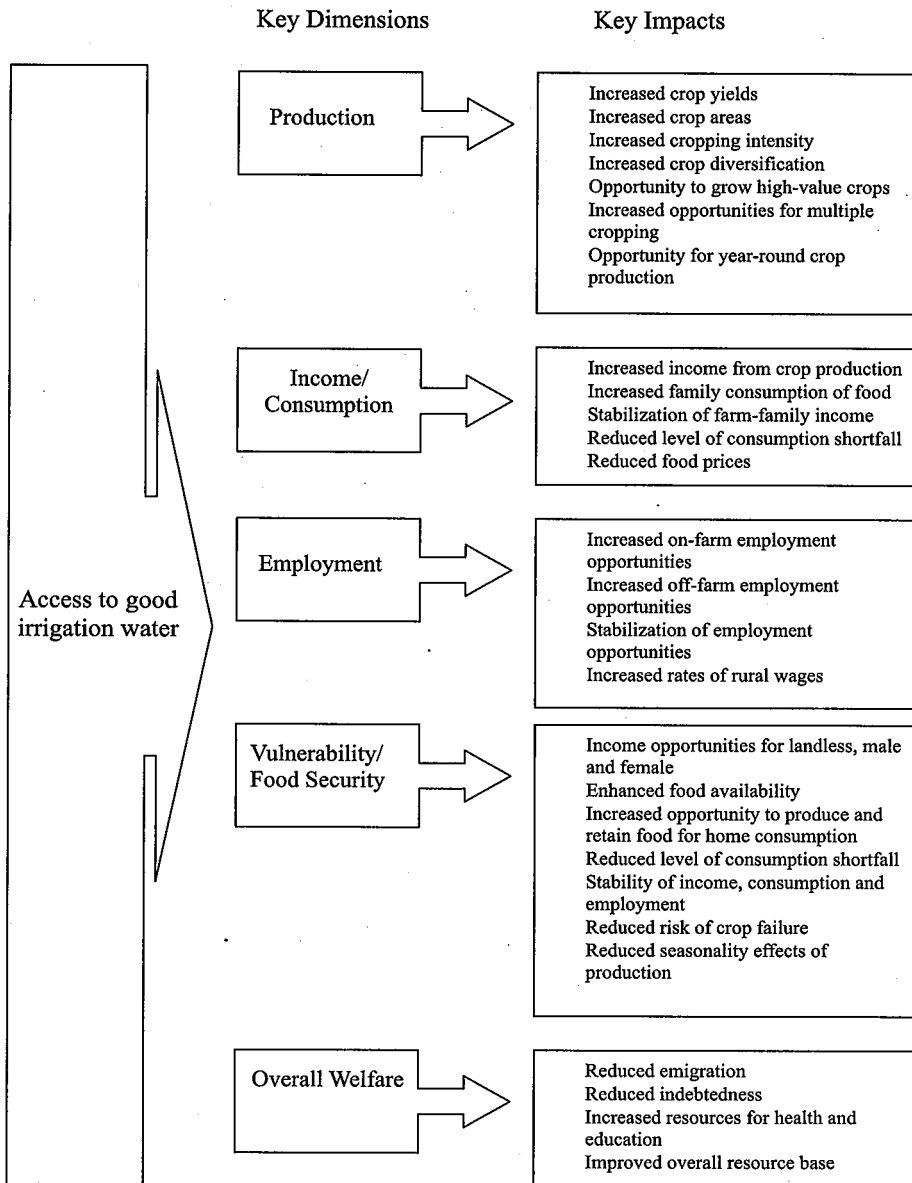 Key Dimensions
Key Impacts
Access to good
irrigation water
Production
Increased crop yields
Increased crop areas
Increased cropping intensity
Increased crop diversification
Opportunity to grow high-value crops
Increased opportunities for multiple
cropping
Opportunity for year-round crop
production
Income/
Consumption
Increased income from crop production
Increased family consumption of food
Stabilization of farm-family income
Reduced level of consumption shortfall
Reduced food prices
Employment
Increased on-farm employment
opportunities
Increased off-farm employment
opportunities
Stabilization of employment
opportunities
Increased rates of rural wages
Vulnerability/
Food Security
Income opportunities for landless, male
and female
Enhanced food availability
Increased opportunity to produce and
retain food for home consumption
Reduced level of consumption shortfall
Stability of income, consumption and
employment
Reduced risk of crop failure
Reduced seasonality effects of
production
Overall Welfare
Reduced emigration
Reduced indebtedness
Increased resources for health and
education
Improved overall resource base